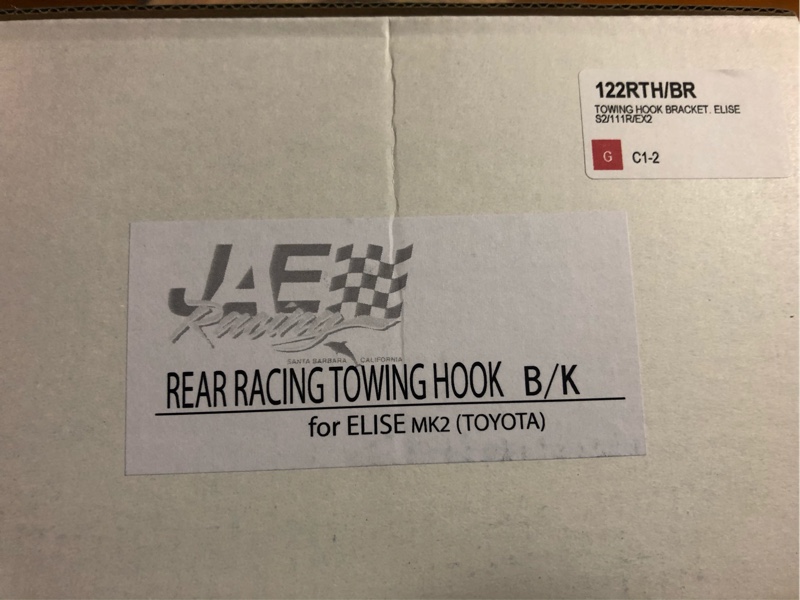 122RTH/BR
TOWING HOOK BRACKET. ELISE
S2/111R/EX2
G C1-2
JAE
Racing
SANTA BARBARA CALIFORNIA
REAR RACING TOWING HOOK B/K
for ELISE MK2 (TOYOTA)